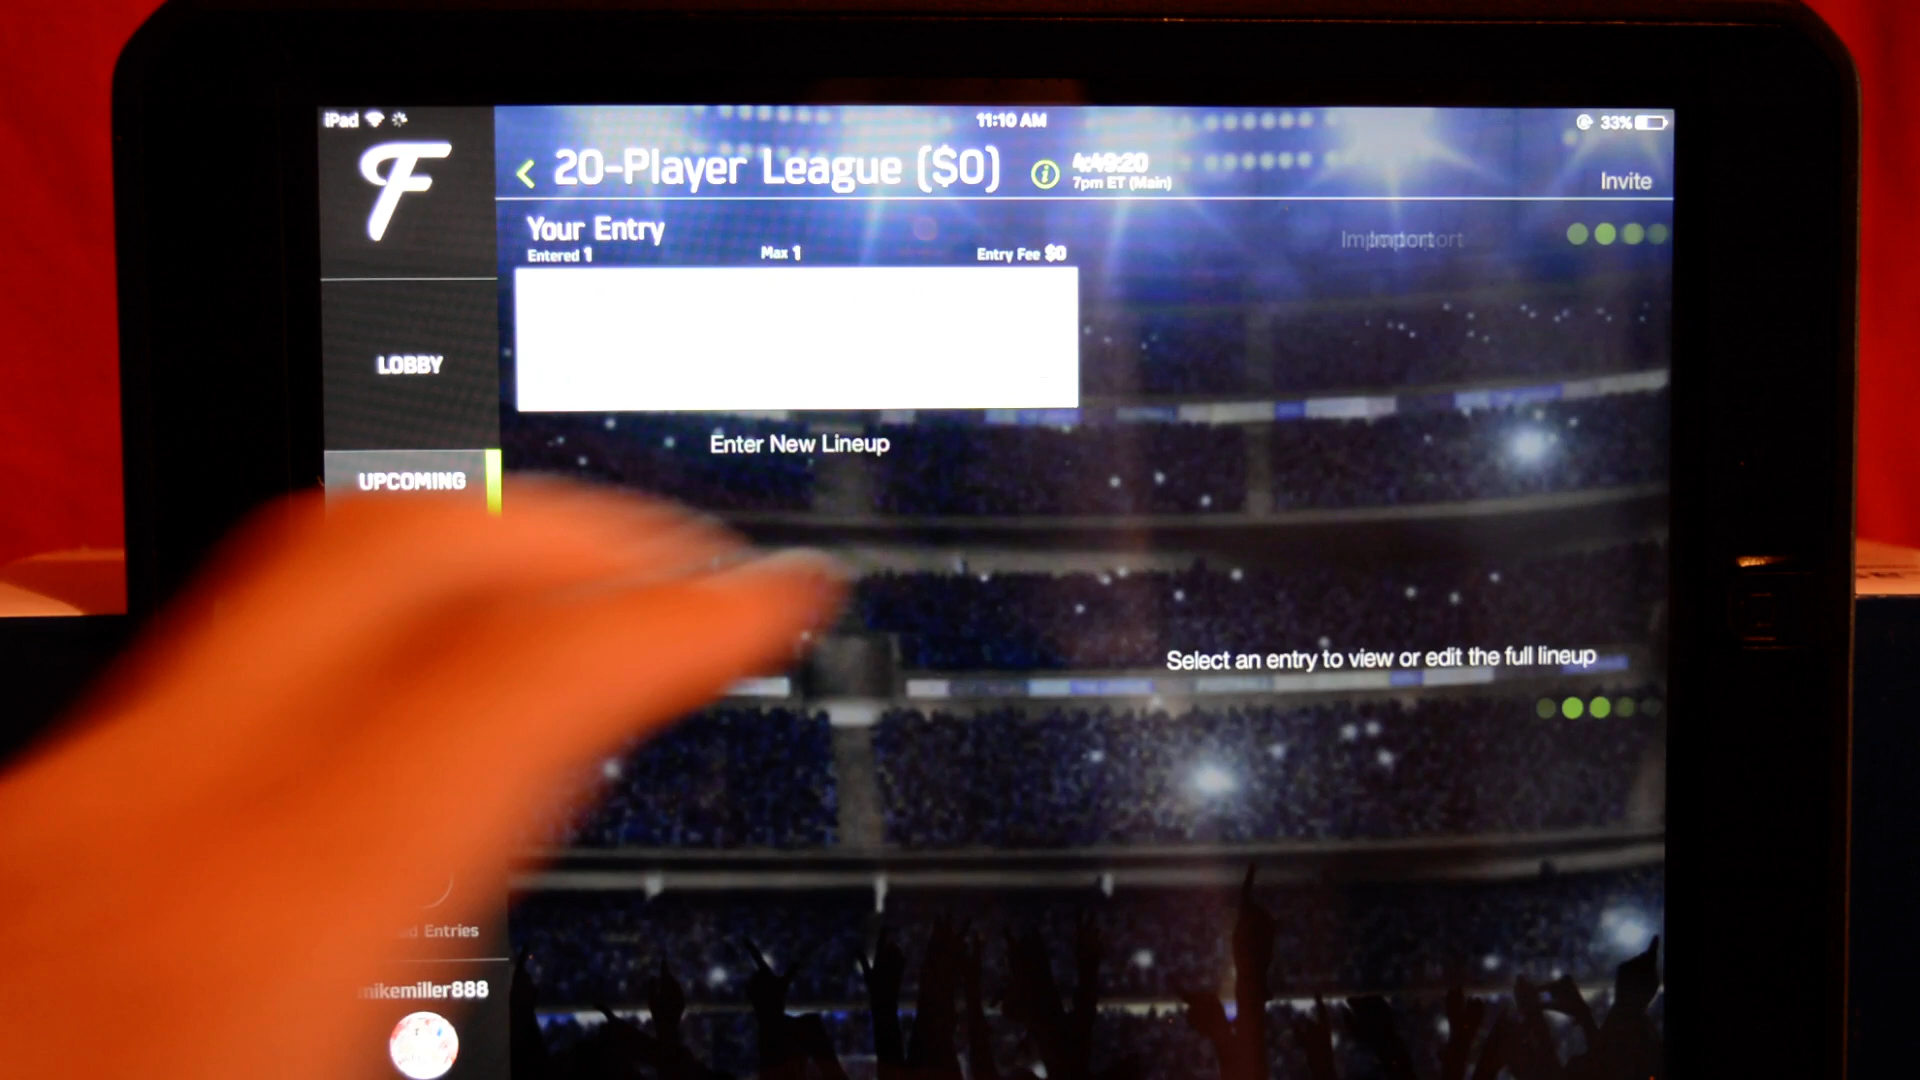 iPad
11:10 AM
33%
20-Player League ($0)
7pm ET (Main)
Invite
Your Entry
Import
Entered 1
Max 1
Entry Fee $0
LOBBY
Enter New Lineup
UPCOMING
Select an entry to view or edit the full lineup
Entries
mikemiller888